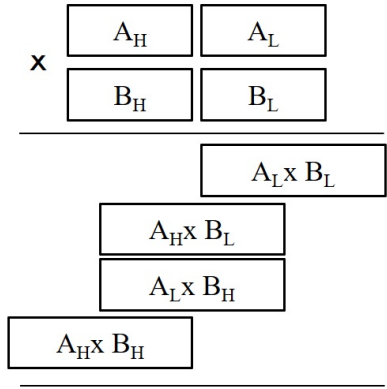 A_H A_L
x
B_H B_L
A_L x B_L
A_H x B_L
A_L x B_H
A_H x B_H